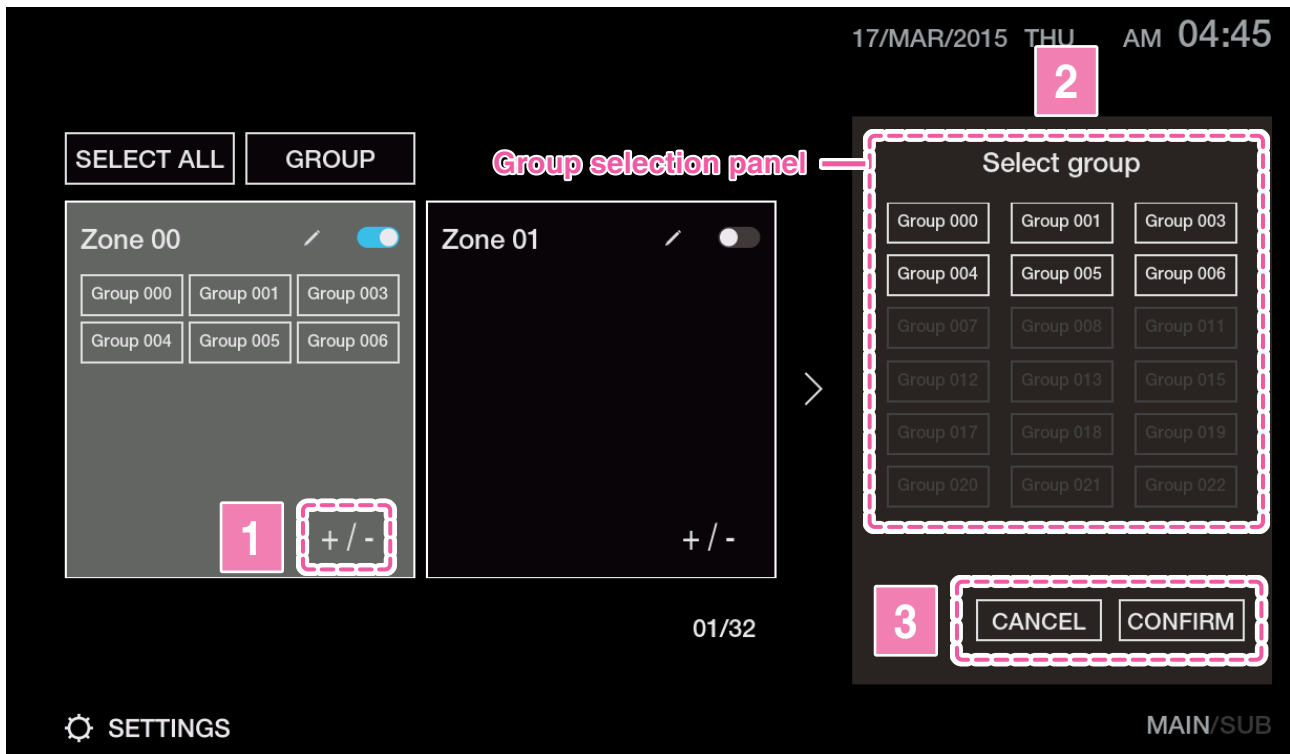 17/MAR/2015 THU AM 04:45
2
SELECT ALL GROUP
Group selection panel
Select group
Zone 00
Group 000 Group 001 Group 003
Group 004 Group 005 Group 006
1
+ / -
Zone 01
+ / -
01/32
Group 000 Group 001 Group 003
Group 004 Group 005 Group 006
Group 007 Group 008 Group 011
Group 012 Group 013 Group 015
Group 017 Group 018 Group 019
Group 020 Group 021 Group 022
3
CANCEL CONFIRM
SETTINGS
MAIN/SUB